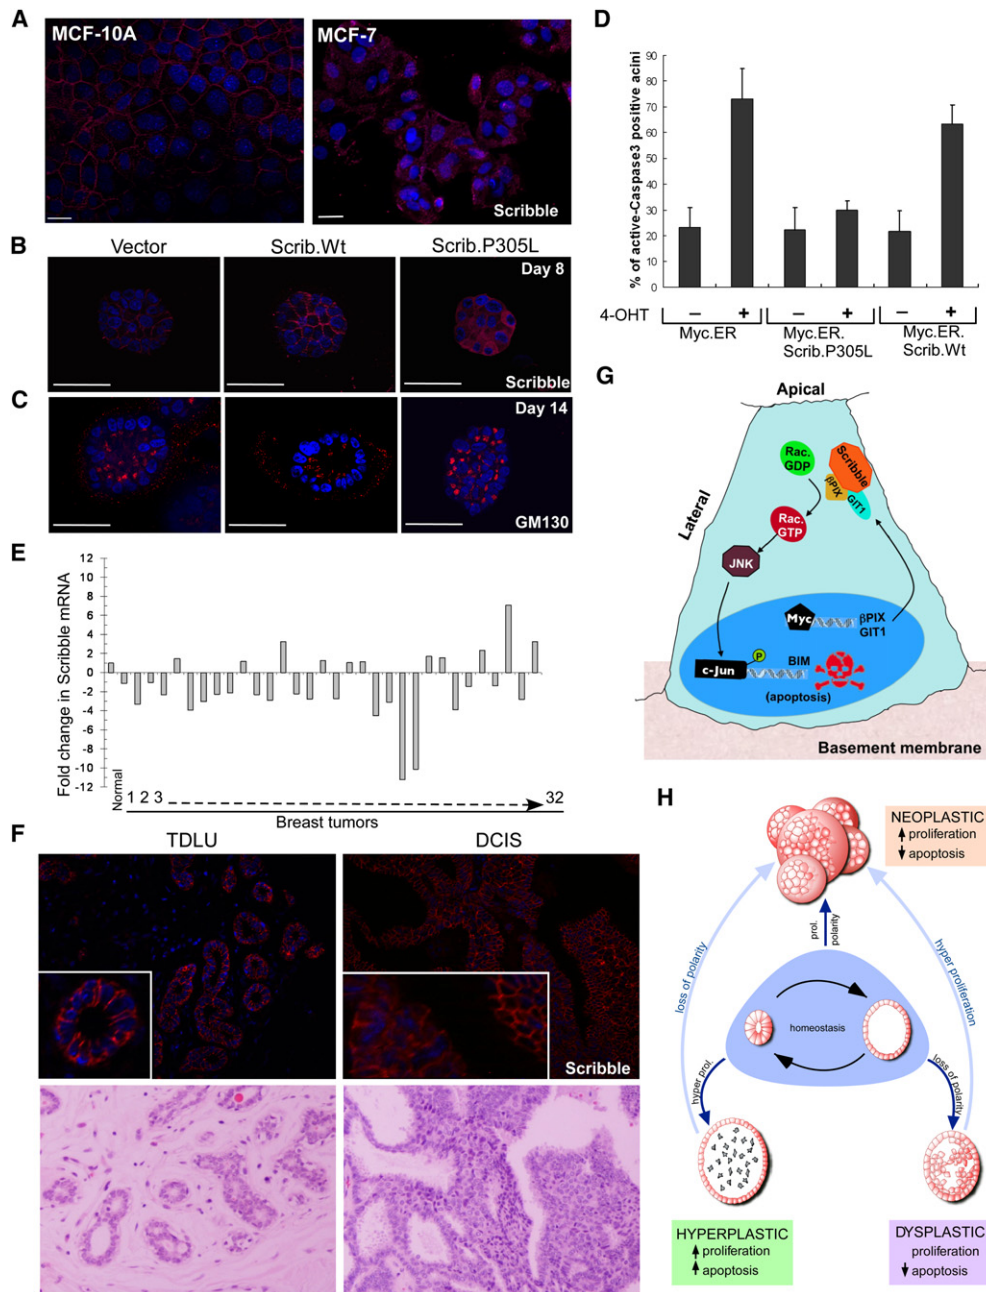 A
MCF-10A
MCF-7
Scribble
B
Vector
Scrib.Wt
Scrib.P305L
Day 8
Scribble
C
Day 14
GM130
D
% of active-Caspase3 positive acini
90
80
70
60
50
40
30
20
10
0
4-OHT
− + − + − +
Myc.ER
Myc.ER.
Scrib.P305L
Myc.ER.
Scrib.Wt
E
Fold change in Scribble mRNA
12
10
8
6
4
2
0
-2
-4
-6
-8
-10
-12
Normal
1 2 3
32
Breast tumors
F
TDLU
DCIS
Scribble
G
Apical
Lateral
Rac.
GDP
Scribble
βPIX
GIT1
Rac.
GTP
JNK
Myc
βPIX
GIT1
c-Jun
P
BIM
(apoptosis)
Basement membrane
H
NEOPLASTIC
↑ proliferation
↓ apoptosis
loss of polarity
prol.
polarity
hyper proliferation
homeostasis
hyper prol.
loss of polarity
HYPERPLASTIC
↑ proliferation
↑ apoptosis
DYSPLASTIC
proliferation
↓ apoptosis